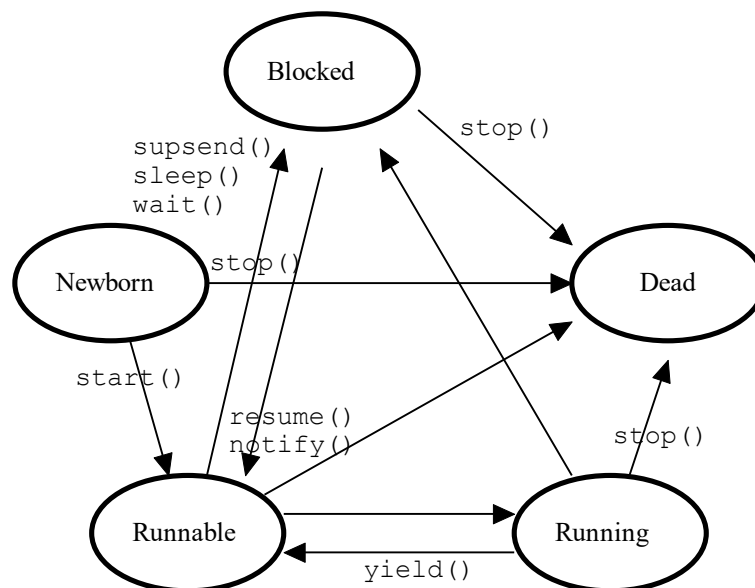 Blocked
stop()
supsend()
sleep()
wait()
Newborn
stop()
Dead
start()
resume()
notify()
stop()
Runnable
Running
yield()